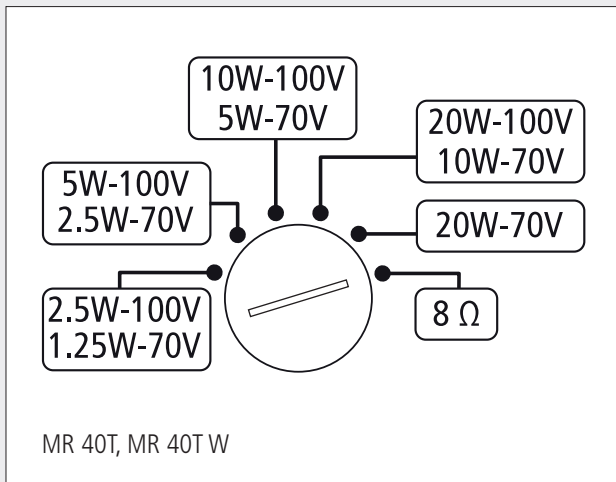 10W-100V
5W-70V
20W-100V
10W-70V
5W-100V
2.5W-70V
20W-70V
2.5W-100V
1.25W-70V
8 Ω
MR 40T, MR 40T W